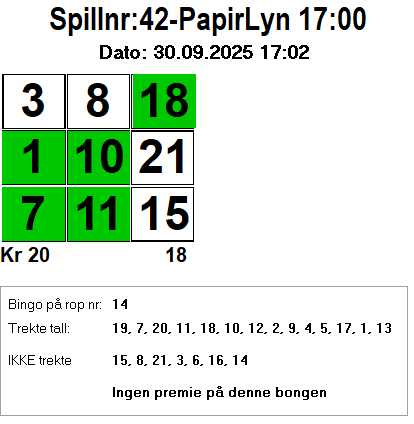 Spillnr:42-PapirLyn 17:00
Dato: 30.09.2025 17:02
3 8 18
1 10 21
7 11 15
Kr 20 18
Bingo på rop nr: 14
Trekte tall: 19, 7, 20, 11, 18, 10, 12, 2, 9, 4, 5, 17, 1, 13
IKKE trekte 15, 8, 21, 3, 6, 16, 14
Ingen premie på denne bongen